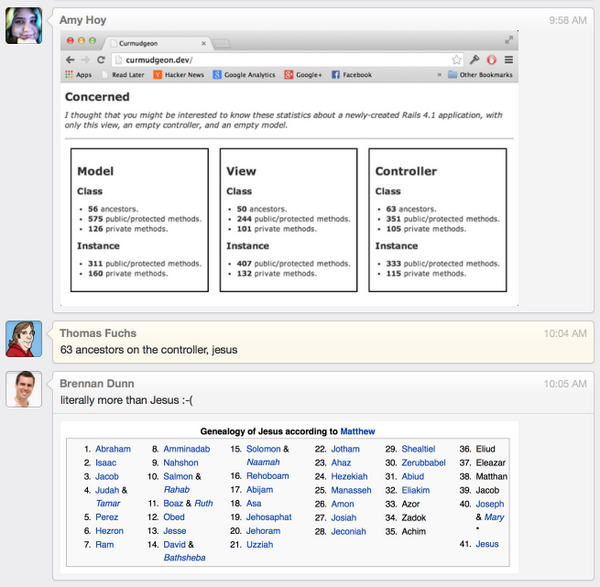 Amy Hoy
9:58 AM
Curmudgeon
curmudgeon.dev/
Apps Read Later Hacker News Google Analytics Google+ Facebook » Other Bookmarks
Concerned
I thought that you might be interested to know these statistics about a newly-created Rails 4.1 application, with
only this view, an empty controller, and an empty model.
Model
Class
• 56 ancestors.
• 575 public/protected methods.
• 126 private methods.
Instance
• 311 public/protected methods.
• 160 private methods.
View
Class
• 50 ancestors.
• 244 public/protected methods.
• 101 private methods.
Instance
• 407 public/protected methods.
• 132 private methods.
Controller
Class
• 63 ancestors.
• 351 public/protected methods.
• 105 private methods.
Instance
• 333 public/protected methods.
• 115 private methods.
Thomas Fuchs
10:04 AM
63 ancestors on the controller, jesus
Brennan Dunn
10:05 AM
literally more than Jesus :-(
Genealogy of Jesus according to Matthew
1. Abraham
2. Isaac
3. Jacob
4. Judah &
Tamar
5. Perez
6. Hezron
7. Ram
8. Amminadab
9. Nahshon
10. Salmon &
Rahab
11. Boaz & Ruth
12. Obed
13. Jesse
14. David &
Bathsheba
15. Solomon &
Naamah
16. Rehoboam
17. Abijam
18. Asa
19. Jehosaphat
20. Jehoram
21. Uzziah
22. Jotham
23. Ahaz
24. Hezekiah
25. Manasseh
26. Amon
27. Josiah
28. Jeconiah
29. Shealtiel
30. Zerubbabel
31. Abiud
32. Eliakim
33. Azor
34. Zadok
35. Achim
36. Eliud
37. Eleazar
38. Matthan
39. Jacob
40. Joseph
& Mary
*
41. Jesus